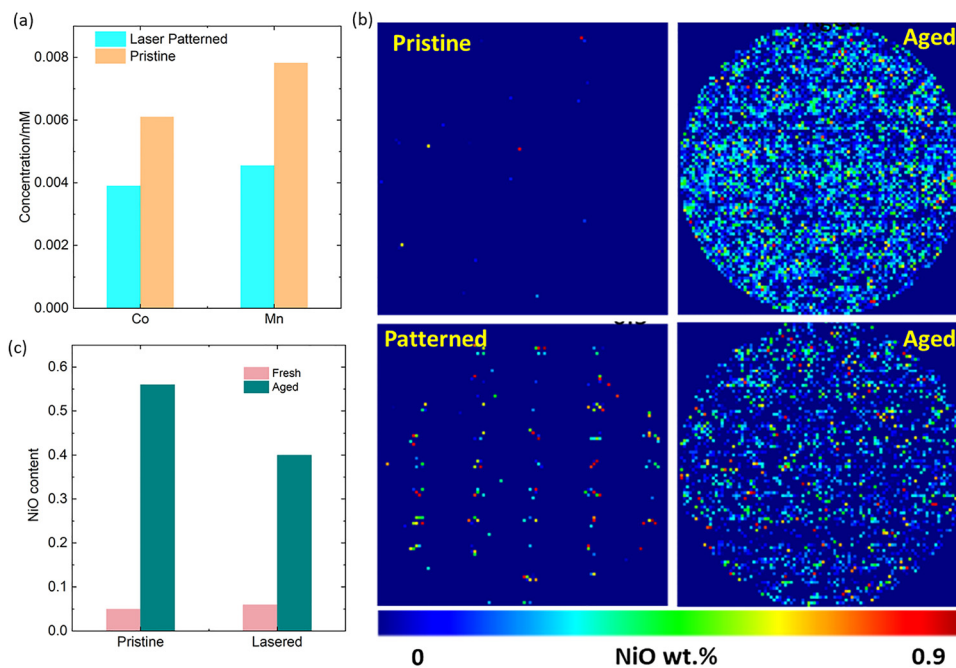 (a)
Laser Patterned
Pristine
0.008
0.006
0.004
0.002
0.000
Concentration/mM
Co
Mn
(b)
Pristine
Aged
Patterned
Aged
0
NiO wt.%
0.9
(c)
Fresh
Aged
0.6
0.5
0.4
0.3
0.2
0.1
0.0
NiO content
Pristine
Lasered